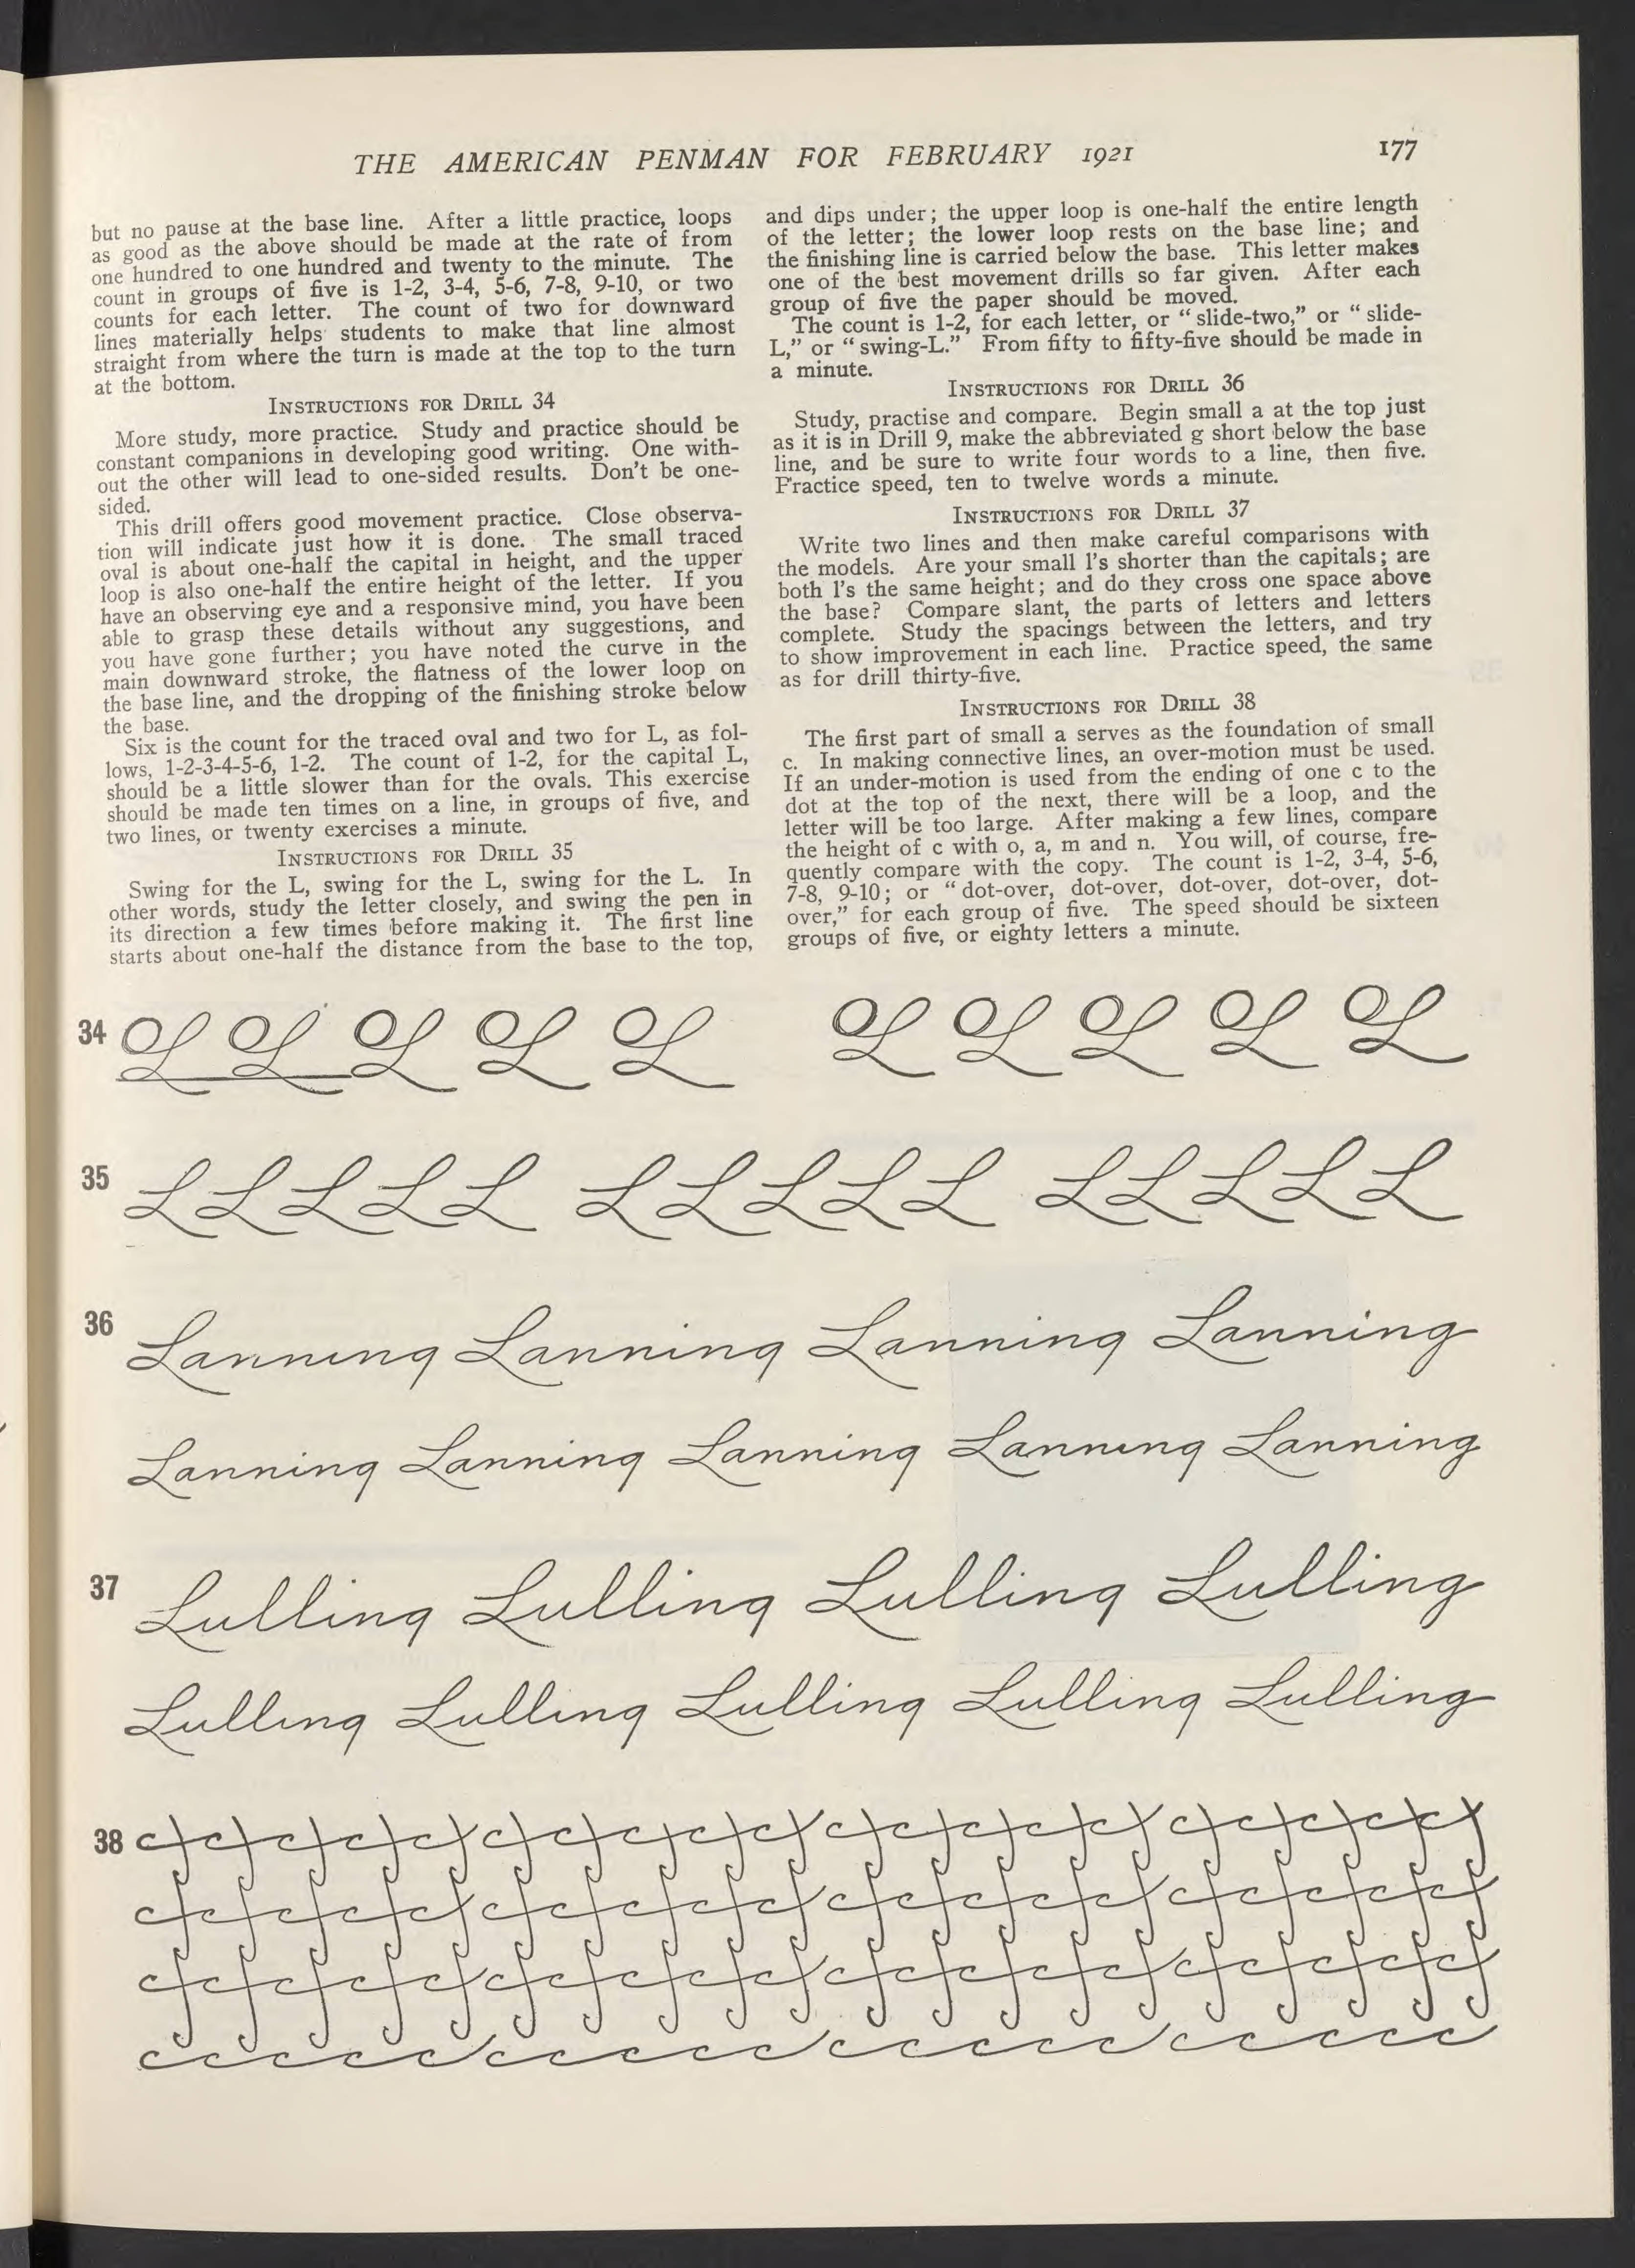 THE AMERICAN PENMAN FOR FEBRUARY 1921 177
but no pause at the base line. After a little practice, loops
as good as the above should be made at the rate of from
one hundred to one hundred and twenty to the minute. The
count in groups of five is 1-2, 3-4, 5-6, 7-8, 9-10, or two
counts for each letter. The count of two for downward
lines materially helps students to make that line almost
straight from where the turn is made at the top to the turn
at the bottom.
INSTRUCTIONS FOR DRILL 34
More study, more practice. Study and practice should be
constant companions in developing good writing. One with-
out the other will lead to one-sided results. Don't be one-
sided.
This drill offers good movement practice. Close observa-
tion will indicate just how it is done. The small traced
oval is about one-half the capital in height, and the upper
loop is also one-half the entire height of the letter. If you
have an observing eye and a responsive mind, you have been
able to grasp these details without any suggestions, and
you have gone further; you have noted the curve in the
main downward stroke, the flatness of the lower loop on
the base line, and the dropping of the finishing stroke below
the base.
Six is the count for the traced oval and two for L, as fol-
lows, 1-2-3-4-5-6, 1-2. The count of 1-2, for the capital L,
should be a little slower than for the ovals. This exercise
should be made ten times on a line, in groups of five, and
two lines, or twenty exercises a minute.
INSTRUCTIONS FOR DRILL 35
Swing for the L, swing for the L, swing for the L. In
other words, study the letter closely, and swing the pen in
its direction a few times before making it. The first line
starts about one-half the distance from the base to the top,
and dips under; the upper loop is one-half the entire length
of the letter; the lower loop rests on the base line; and
the finishing line is carried below the base. This letter makes
one of the best movement drills so far given. After each
group of five the paper should be moved.
The count is 1-2, for each letter, or "slide-two," or "slide-
L," or "swing-L." From fifty to fifty-five should be made in
a minute.
INSTRUCTIONS FOR DRILL 36
Study, practise and compare. Begin small a at the top just
as it is in Drill 9, make the abbreviated g short below the base
line, and be sure to write four words to a line, then five.
Practice speed, ten to twelve words a minute.
INSTRUCTIONS FOR DRILL 37
Write two lines and then make careful comparisons with
the models. Are your small l's shorter than the capitals; are
both l's the same height; and do they cross one space above
the base? Compare slant, the parts of letters and letters
complete. Study the spacings between the letters, and try
to show improvement in each line. Practice speed, the same
as for drill thirty-five.
INSTRUCTIONS FOR DRILL 38
The first part of small a serves as the foundation of small
c. In making connective lines, an over-motion must be used.
If an under-motion is used from the ending of one c to the
dot at the top of the next, there will be a loop, and the
letter will be too large. After making a few lines, compare
the height of c with o, a, m and n. You will, of course, fre-
quently compare with the copy. The count is 1-2, 3-4, 5-6,
7-8, 9-10; or "dot-over, dot-over, dot-over, dot-over, dot-
over," for each group of five. The speed should be sixteen
groups of five, or eighty letters a minute.
34 L L L L L L L L L L
35 L L L L L L L L L L L L L L L
36 Lanning Lanning Lanning Lanning
Lanning Lanning Lanning Lanning Lanning
37 Lulling Lulling Lulling Lulling
Lulling Lulling Lulling Lulling Lulling
38 c c c c c c c c c c c c c c c c c c c c
c c c c c c c c c c c c c c c c c c c c
c c c c c c c c c c c c c c c c c c c c
c c c c c c c c c c c c c c c c c c c c